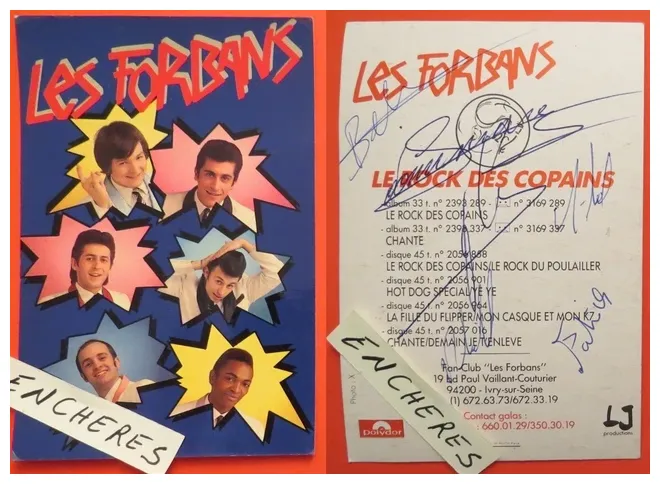 LES FORBANS
ENCHERES
LES FORBANS
LE ROCK DES COPAINS
- album 33 t. n° 2393 289 - n° 3169 289
LE ROCK DES COPAINS
- album 33 t. n° 2393 337 - n° 3169 337
CHANTE
- disque 45 t. n° 2056 858
LE ROCK DES COPAINS/LE ROCK DU POULAILLER
- disque 45 t. n° 2056 901
HOT DOG SPECIAL/YE YE
- disque 45 t. n° 2056 964
LA FILLE DU FLIPPER/MON CASQUE ET MON K7
- disque 45 t. n° 2057 016
CHANTE/DEMAIN JE T'ENLEVE
Fan-Club "Les Forbans"
19 bd Paul Vaillant-Couturier
94200 - Ivry-sur-Seine
(1) 672.63.73/672.33.19
Contact galas :
660.01.29/350.30.19
Photo : X
ENCHERES
Polydor
LJ
productions
Fabrice